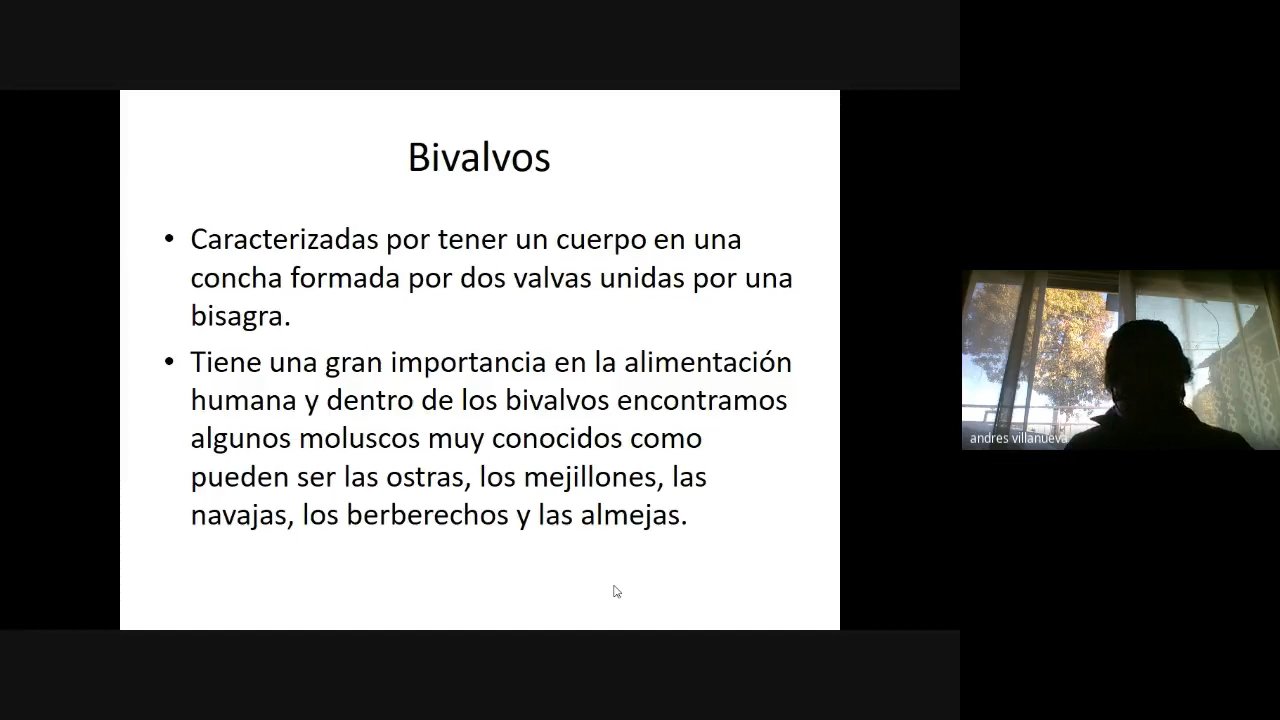 Bivalvos
• Caracterizadas por tener un cuerpo en una
concha formada por dos valvas unidas por una
bisagra.
• Tiene una gran importancia en la alimentación
humana y dentro de los bivalvos encontramos
algunos moluscos muy conocidos como
pueden ser las ostras, los mejillones, las
navajas, los berberechos y las almejas.
andres villanueva